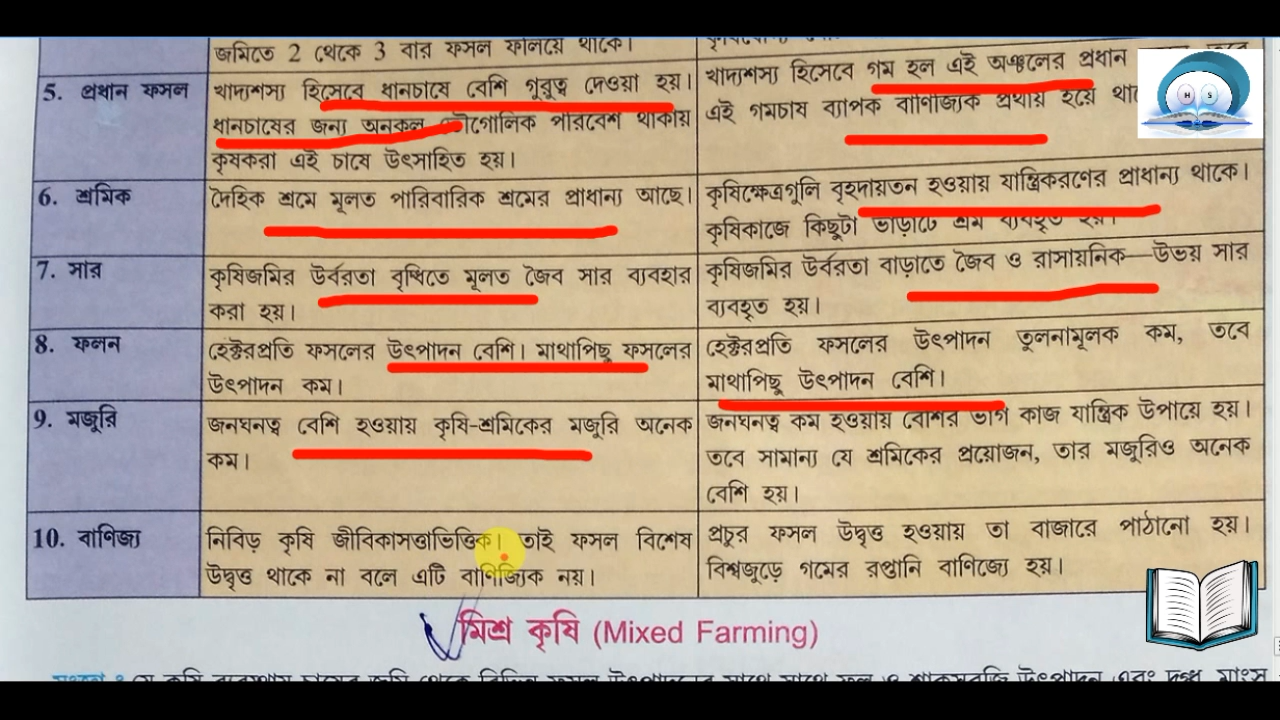 জমিতে 2 থেকে 3 বার ফসল ফলিয়ে থাকে।
5. প্রধান ফসল
খাদ্যশস্য হিসেবে ধানচাষে বেশি গুরুত্ব দেওয়া হয়।
ধানচাষের জন্য অনুকূল ভৌগোলিক পরিবেশ থাকায়
কৃষকরা এই চাষে উৎসাহিত হয়।
খাদ্যশস্য হিসেবে গম হল এই অঞ্চলের প্রধান
এই গমচাষ ব্যাপক বাণিজ্যিক প্রথায় হয়ে
6. শ্রমিক
দৈহিক শ্রমে মূলত পারিবারিক শ্রমের প্রাধান্য আছে।
কৃষিক্ষেত্রগুলি বৃহদায়তন হওয়ায় যান্ত্রিকরণের প্রাধান্য থাকে।
কৃষিকাজে কিছুটা ভাড়াটে শ্রম ব্যবহৃত হয়।
7. সার
কৃষিজমির উর্বরতা বৃদ্ধিতে মূলত জৈব সার ব্যবহার
করা হয়।
কৃষিজমির উর্বরতা বাড়াতে জৈব ও রাসায়নিক—উভয় সার
ব্যবহৃত হয়।
8. ফলন
হেক্টরপ্রতি ফসলের উৎপাদন বেশি। মাথাপিছু ফসলের
উৎপাদন কম।
হেক্টরপ্রতি ফসলের উৎপাদন তুলনামূলক কম, তবে
মাথাপিছু উৎপাদন বেশি।
9. মজুরি
জনঘনত্ব বেশি হওয়ায় কৃষি-শ্রমিকের মজুরি অনেক
কম।
জনঘনত্ব কম হওয়ায় বেশির ভাগ কাজ যান্ত্রিক উপায়ে হয়।
তবে সামান্য যে শ্রমিকের প্রয়োজন, তার মজুরিও অনেক
বেশি হয়।
10. বাণিজ্য
নিবিড় কৃষি জীবিকাসত্তাভিত্তিক। তাই ফসল বিশেষ
উদ্বৃত্ত থাকে না বলে এটি বাণিজ্যিক নয়।
প্রচুর ফসল উদ্বৃত্ত হওয়ায় তা বাজারে পাঠানো হয়।
বিশ্বজুড়ে গমের রপ্তানি বাণিজ্যে হয়।
মিশ্র কৃষি (Mixed Farming)
H S